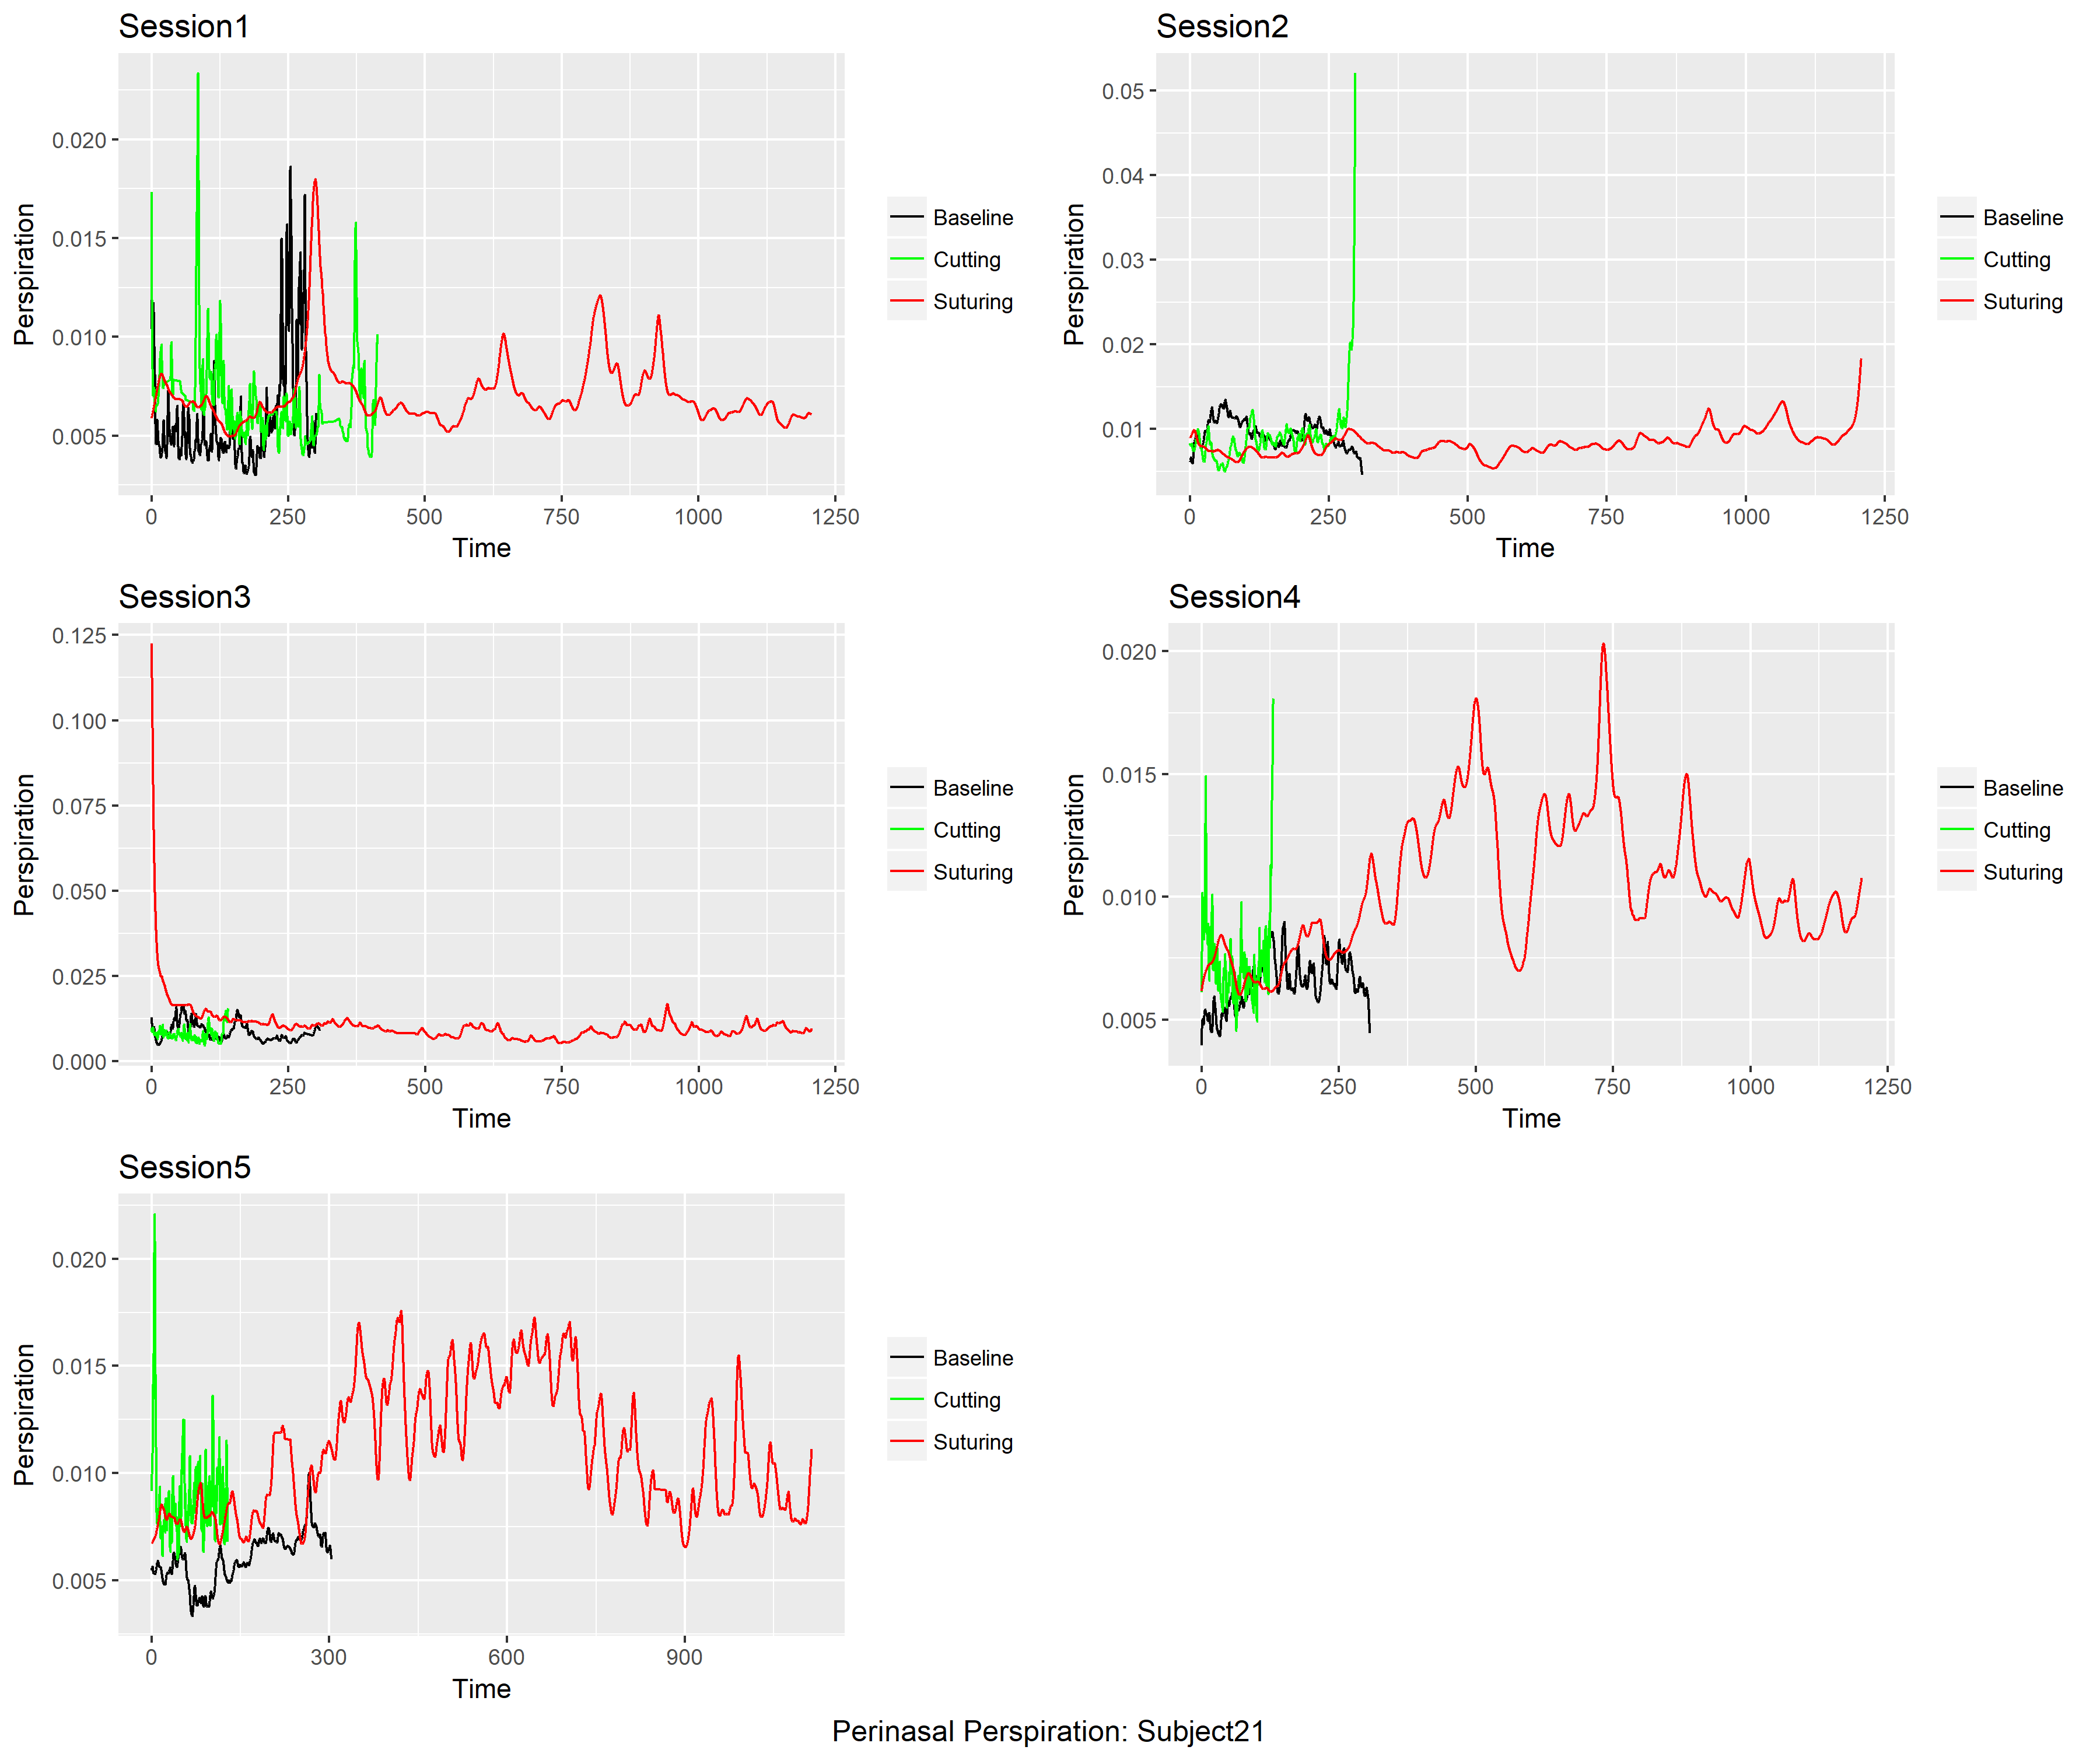 Session1
0.020
0.015
0.010
0.005
Perspiration
0 250 500 750 1000 1250
Time
Baseline
Cutting
Suturing
Session2
0.05
0.04
0.03
0.02
0.01
Perspiration
0 250 500 750 1000 1250
Time
Baseline
Cutting
Suturing
Session3
0.125
0.100
0.075
0.050
0.025
0.000
Perspiration
0 250 500 750 1000 1250
Time
Baseline
Cutting
Suturing
Session4
0.020
0.015
0.010
0.005
Perspiration
0 250 500 750 1000 1250
Time
Baseline
Cutting
Suturing
Session5
0.020
0.015
0.010
0.005
Perspiration
0 300 600 900
Time
Baseline
Cutting
Suturing
Perinasal Perspiration: Subject21